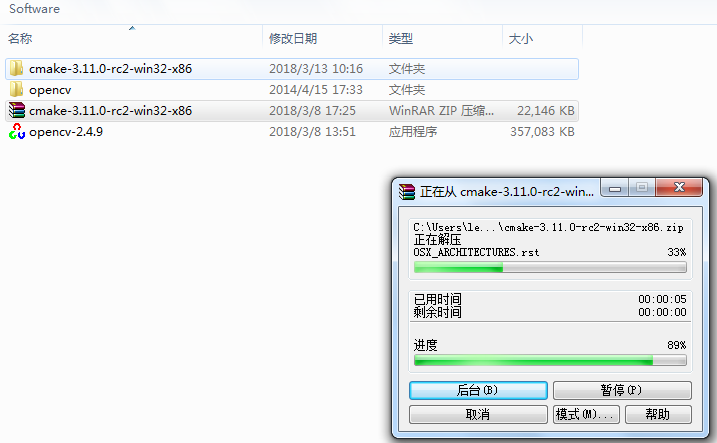 Software
名称 修改日期 类型 大小
cmake-3.11.0-rc2-win32-x86 2018/3/13 10:16 文件夹
opencv 2014/4/15 17:33 文件夹
cmake-3.11.0-rc2-win32-x86 2018/3/8 17:25 WinRAR ZIP 压缩... 22,146 KB
opencv-2.4.9 2018/3/8 13:51 应用程序 357,083 KB
正在从 cmake-3.11.0-rc2-win...
C:\Users\le...\cmake-3.11.0-rc2-win32-x86.zip
正在解压
OSX_ARCHITECTURES.rst 33%
已用时间 00:00:05
剩余时间 00:00:00
进度 89%
后台(B) 暂停(P)
取消 模式(M)... 帮助